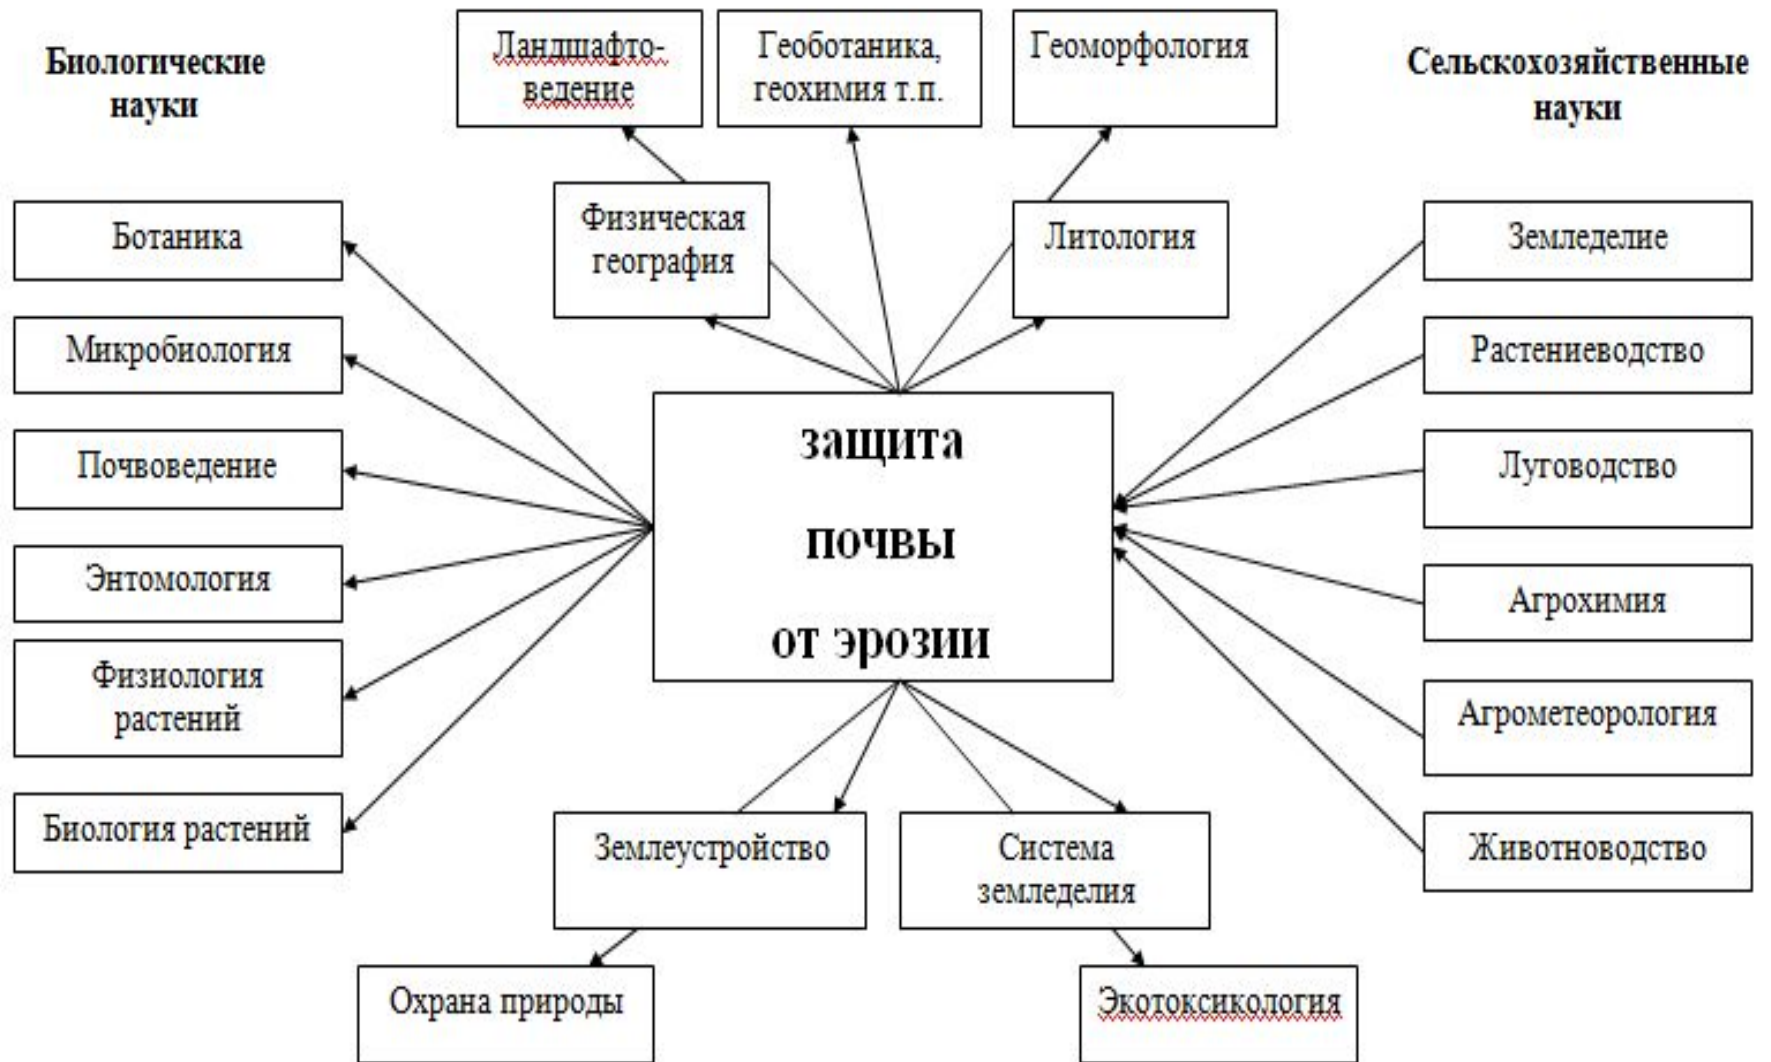 Биологические
науки
Ландшафто-
ведение
Геоботаника,
геохимия т.п.
Геоморфология
Сельскохозяйственные
науки
Физическая
география
Литология
Ботаника
Микробиология
Почвоведение
Энтомология
Физиология
растений
Биология растений
защита
почвы
от эрозии
Земледелие
Растениеводство
Луговодство
Агрохимия
Агрометеорология
Животноводство
Землеустройство
Система
земледелия
Охрана природы
Экотоксикология